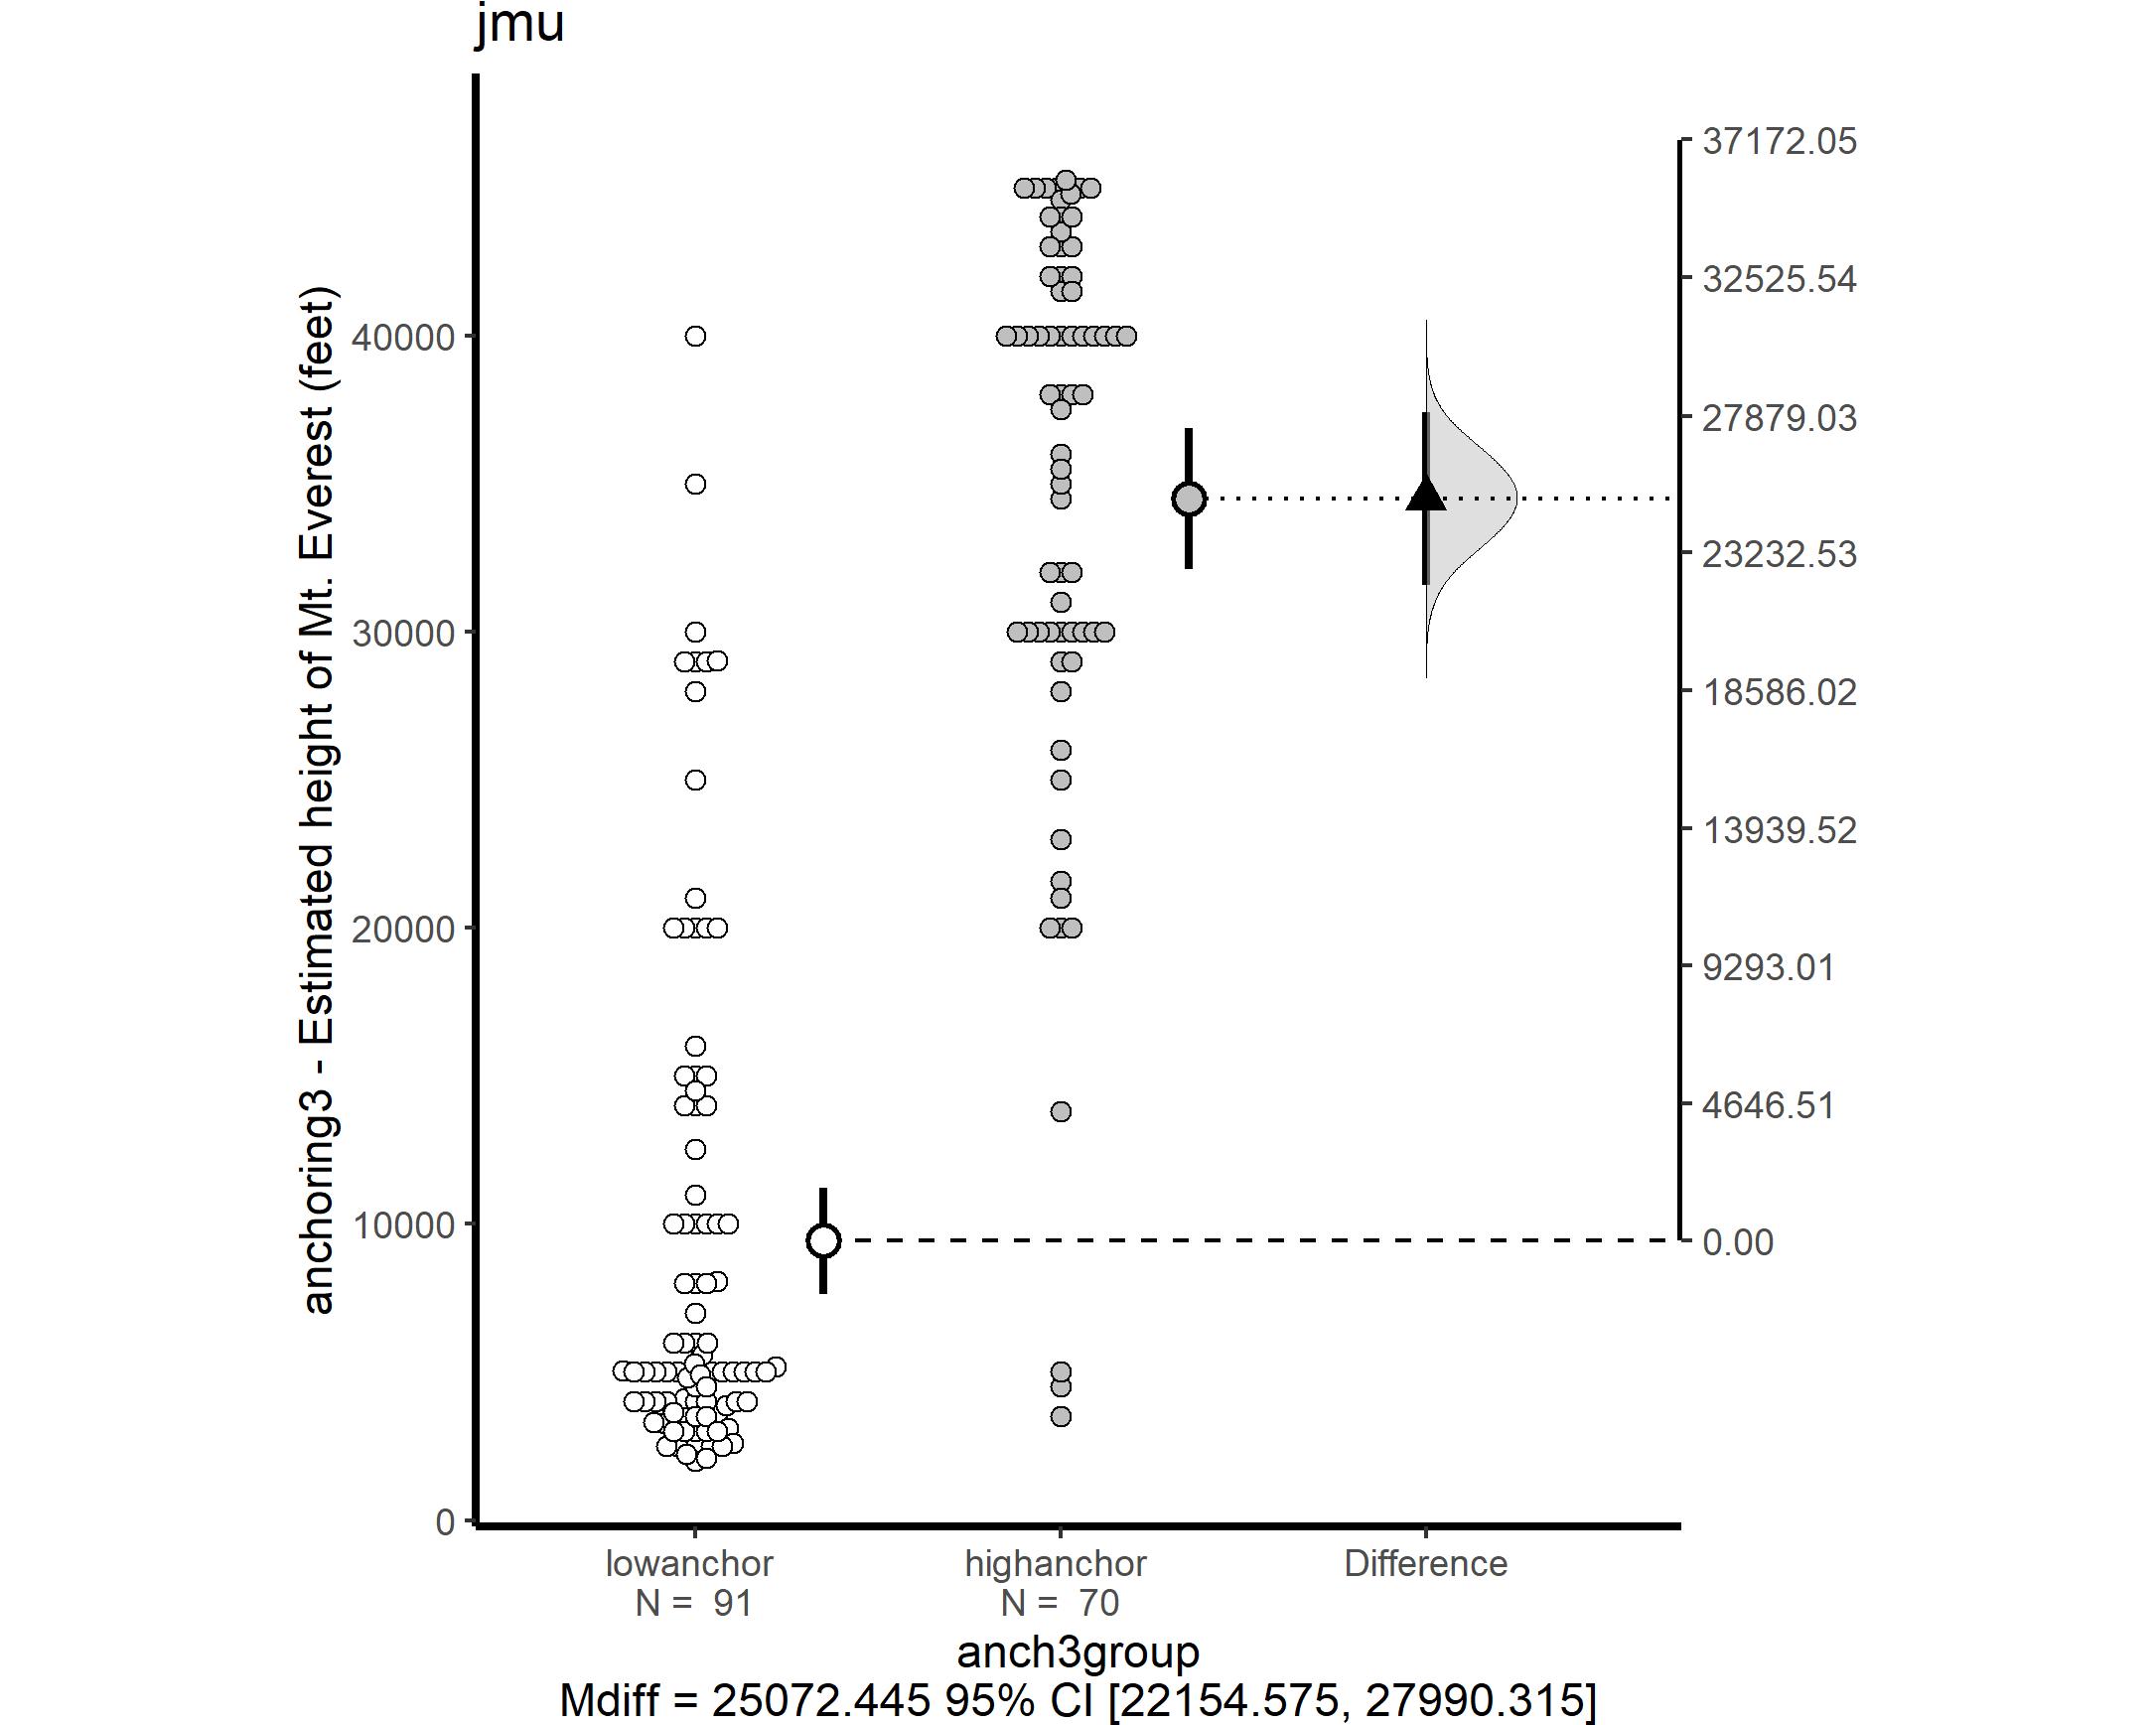 jmu
anchoring3 - Estimated height of Mt. Everest (feet)
40000
30000
20000
10000
0
37172.05
32525.54
27879.03
23232.53
18586.02
13939.52
9293.01
4646.51
0.00
lowanchor
N = 91
highanchor
N = 70
Difference
anch3group
Mdiff = 25072.445 95% CI [22154.575, 27990.315]